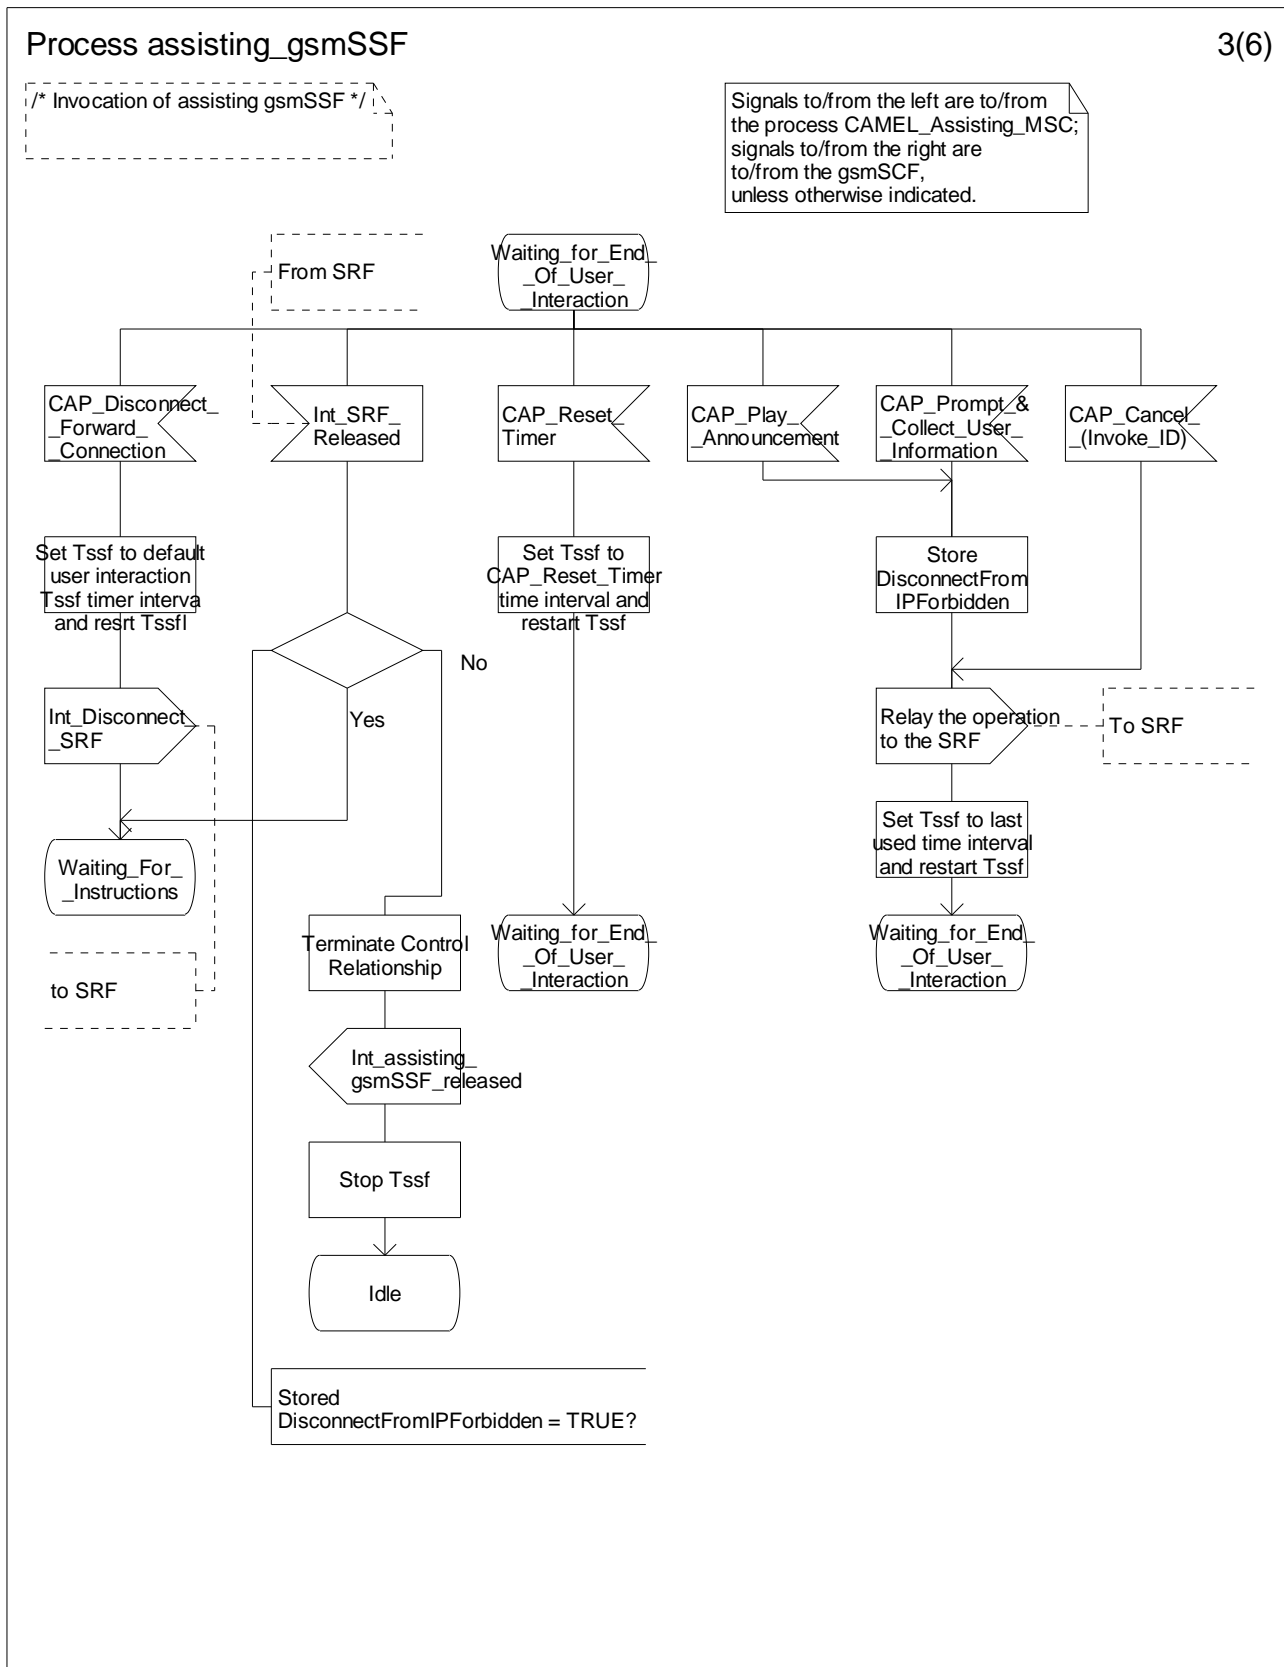 Process assisting_gsmSSF
3(6)
/* Invocation of assisting gsmSSF */
Signals to/from the left are to/from
the process CAMEL_Assisting_MSC;
signals to/from the right are
to/from the gsmSCF,
unless otherwise indicated.
From SRF
Waiting_for_End_
_Of_User_
_Interaction
CAP_Disconnect_
_Forward_
_Connection
Int_SRF_
Released
CAP_Reset_
Timer
CAP_Play_
_Announcement
CAP_Prompt_&
_Collect_User_
_Information
CAP_Cancel_
_(Invoke_ID)
Set Tssf to default
user interaction
Tssf timer interva
and resrt Tssfl
Set Tssf to
CAP_Reset_Timer
time interval and
restart Tssf
Store
DisconnectFrom
IPForbidden
No
Yes
Int_Disconnect_
_SRF
Relay the operation
to the SRF
To SRF
Set Tssf to last
used time interval
and restart Tssf
Waiting_For_
_Instructions
Terminate Control
Relationship
Waiting_for_End_
_Of_User_
_Interaction
Waiting_for_End_
_Of_User_
_Interaction
to SRF
Int_assisting_
gsmSSF_released
Stop Tssf
Idle
Stored
DisconnectFromIPForbidden = TRUE?